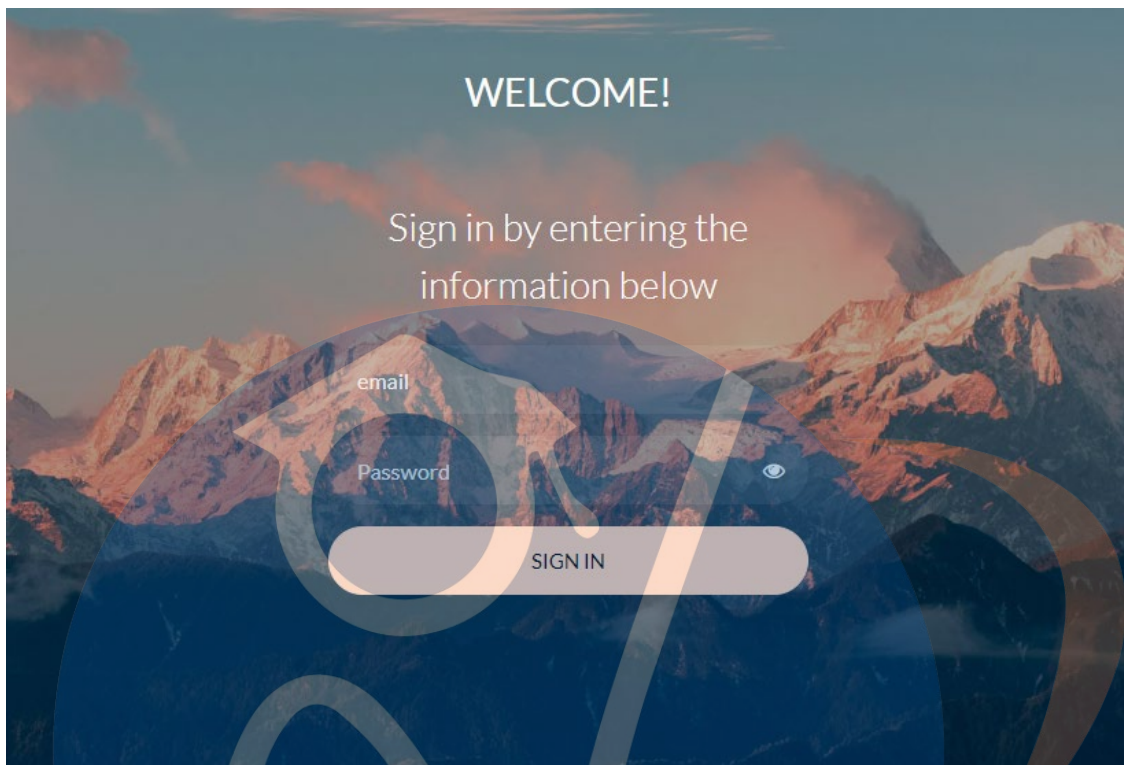 WELCOME!
Sign in by entering the
information below
email
Password
SIGN IN